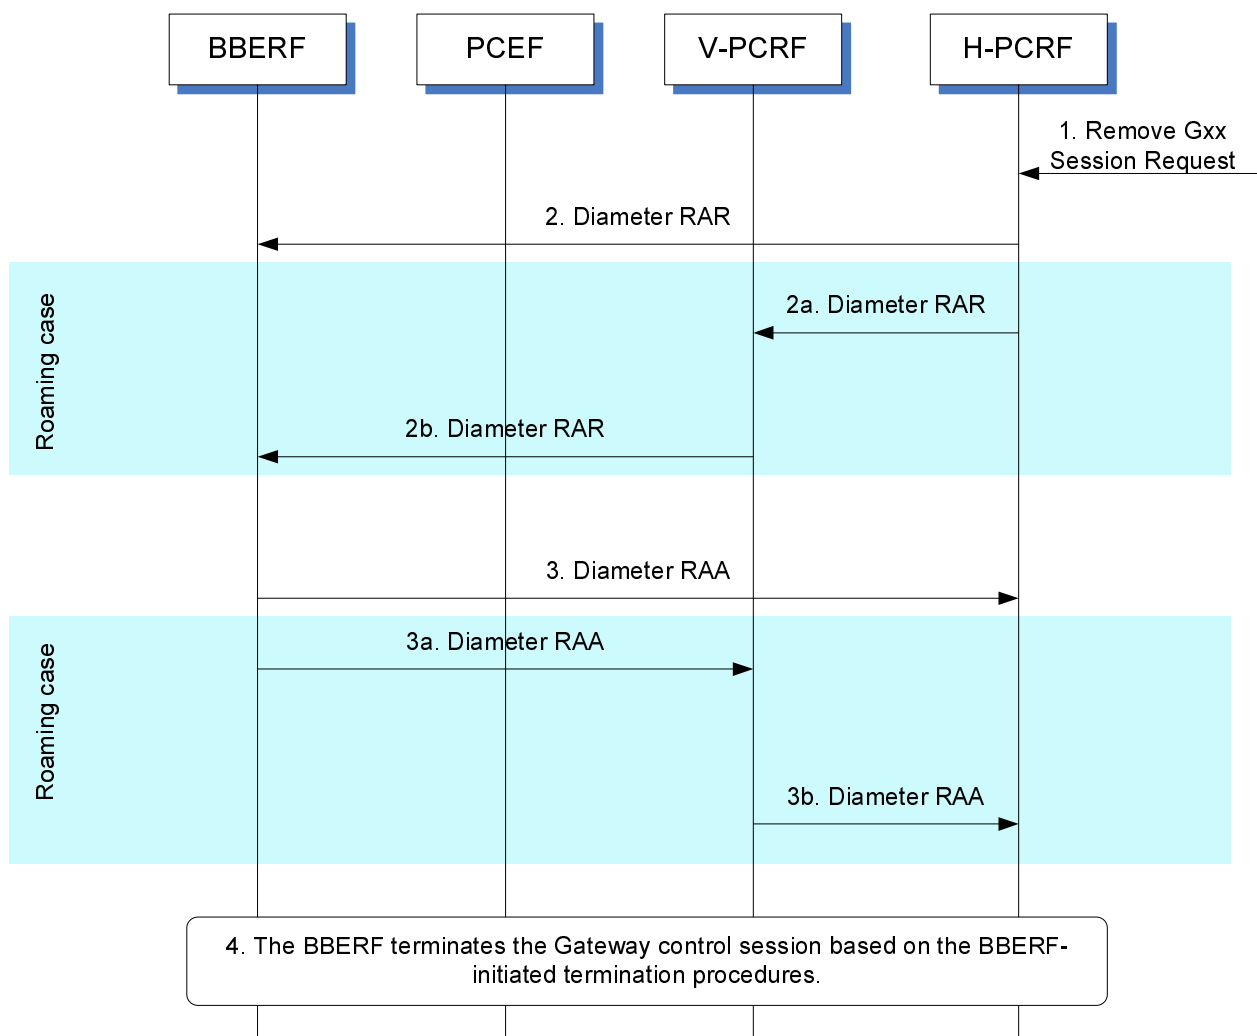 BBERF
PCEF
V-PCRF
H-PCRF
1. Remove Gxx
Session Request
2. Diameter RAR
Roaming case
2a. Diameter RAR
2b. Diameter RAR
3. Diameter RAA
Roaming case
3a. Diameter RAA
3b. Diameter RAA
4. The BBERF terminates the Gateway control session based on the BBERF-
initiated termination procedures.